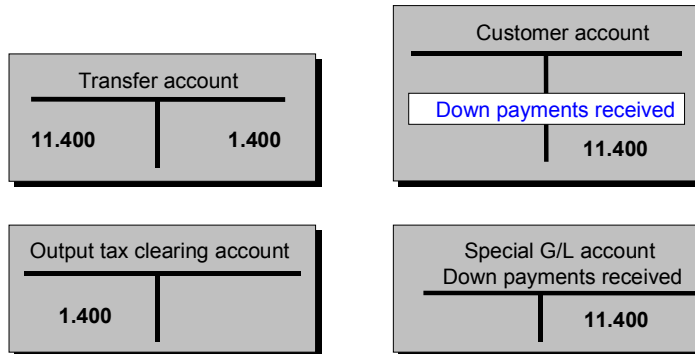 Transfer account
11.400 1.400
Customer account
Down payments received
11.400
Output tax clearing account
1.400
Special G/L account
Down payments received
11.400